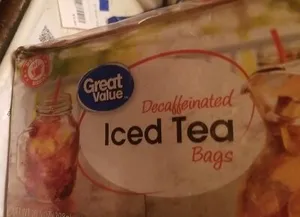 Great
Value
Decaffeinated
Iced Tea
Bags